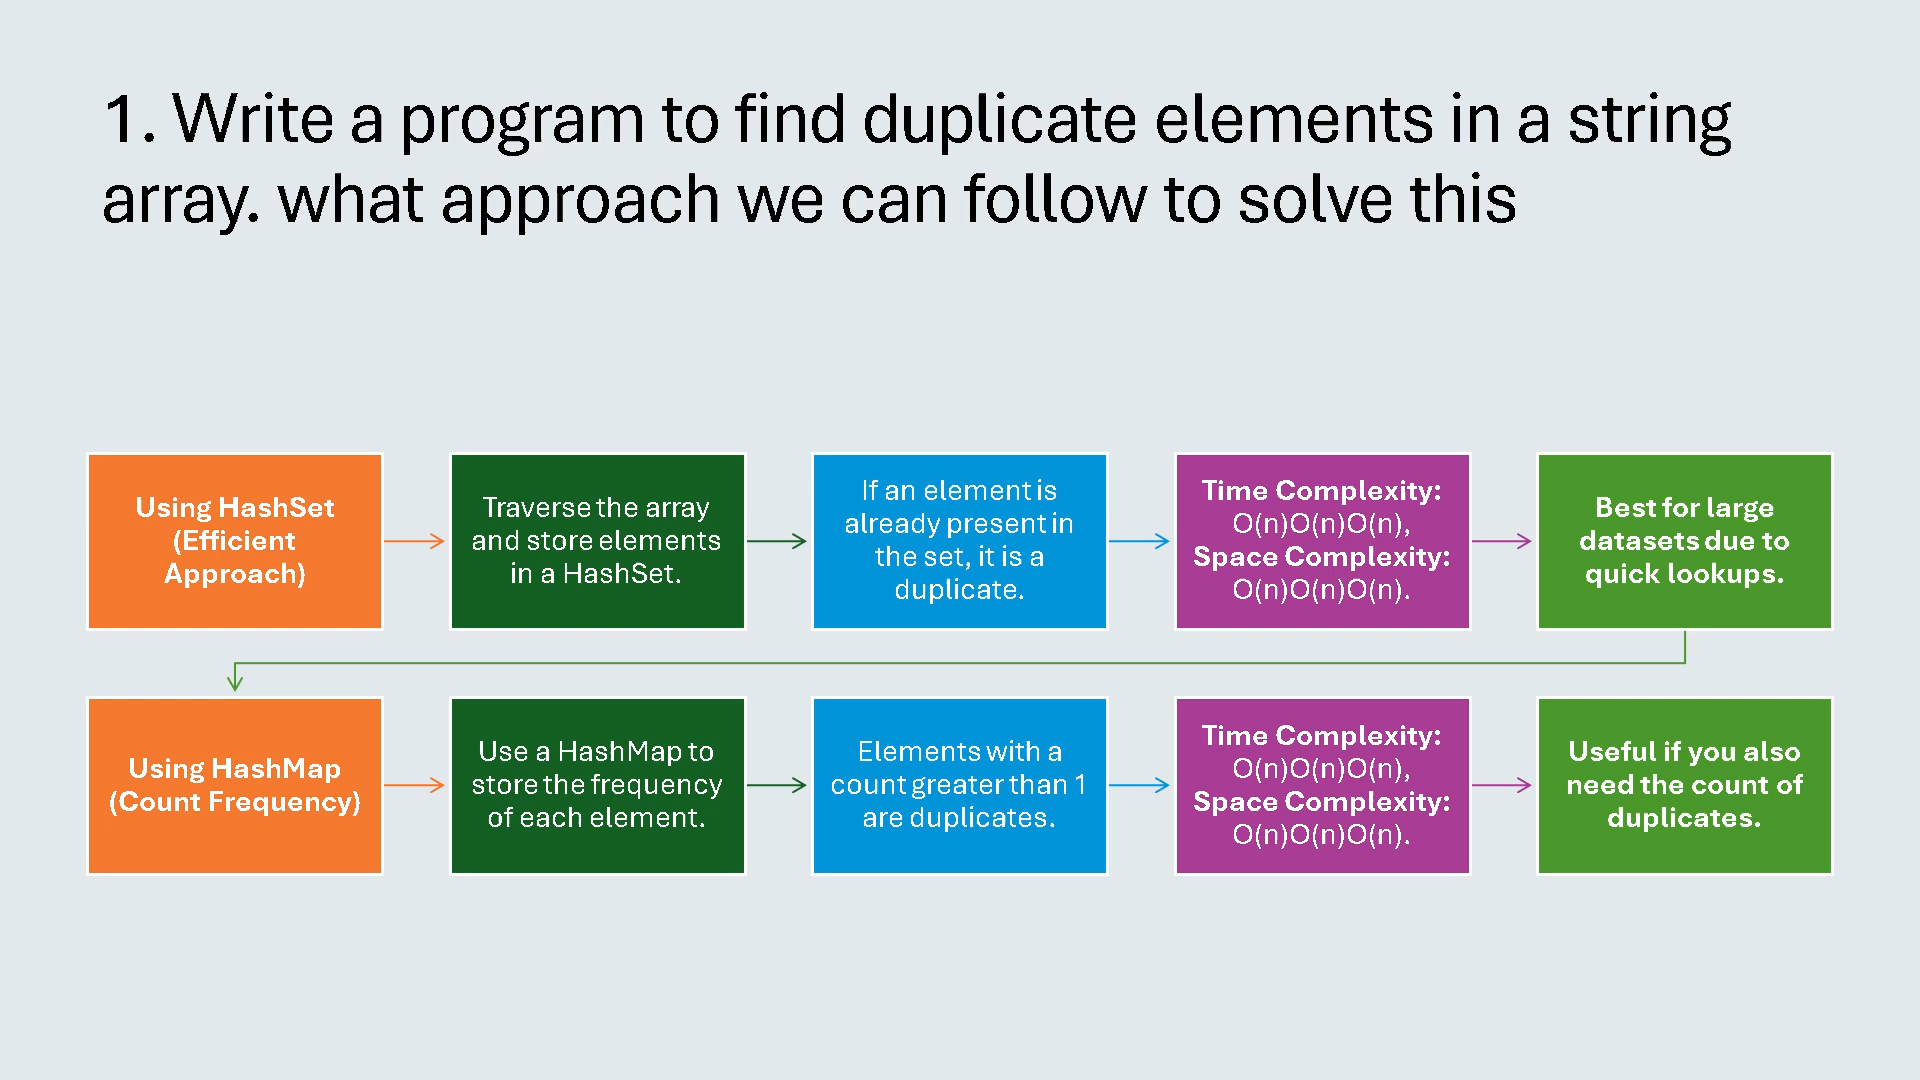 1. Write a program to find duplicate elements in a string
array. what approach we can follow to solve this
Using HashSet
(Efficient
Approach)
Traverse the array
and store elements
in a HashSet.
If an element is
already present in
the set, it is a
duplicate.
Time Complexity:
O(n)O(n)O(n),
Space Complexity:
O(n)O(n)O(n).
Best for large
datasets due to
quick lookups.
Using HashMap
(Count Frequency)
Use a HashMap to
store the frequency
of each element.
Elements with a
count greater than 1
are duplicates.
Time Complexity:
O(n)O(n)O(n),
Space Complexity:
O(n)O(n)O(n).
Useful if you also
need the count of
duplicates.